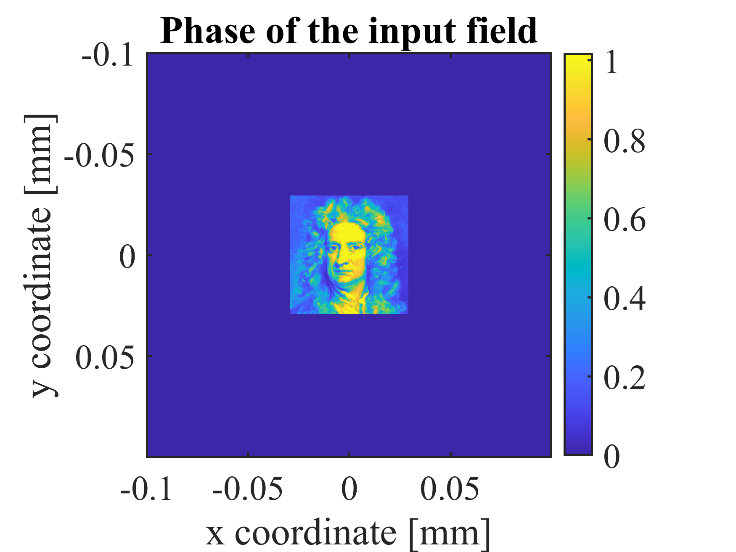 Phase of the input field
-0.1
-0.05
0
0.05
y coordinate [mm]
-0.1 -0.05 0 0.05
x coordinate [mm]
1
0.8
0.6
0.4
0.2
0